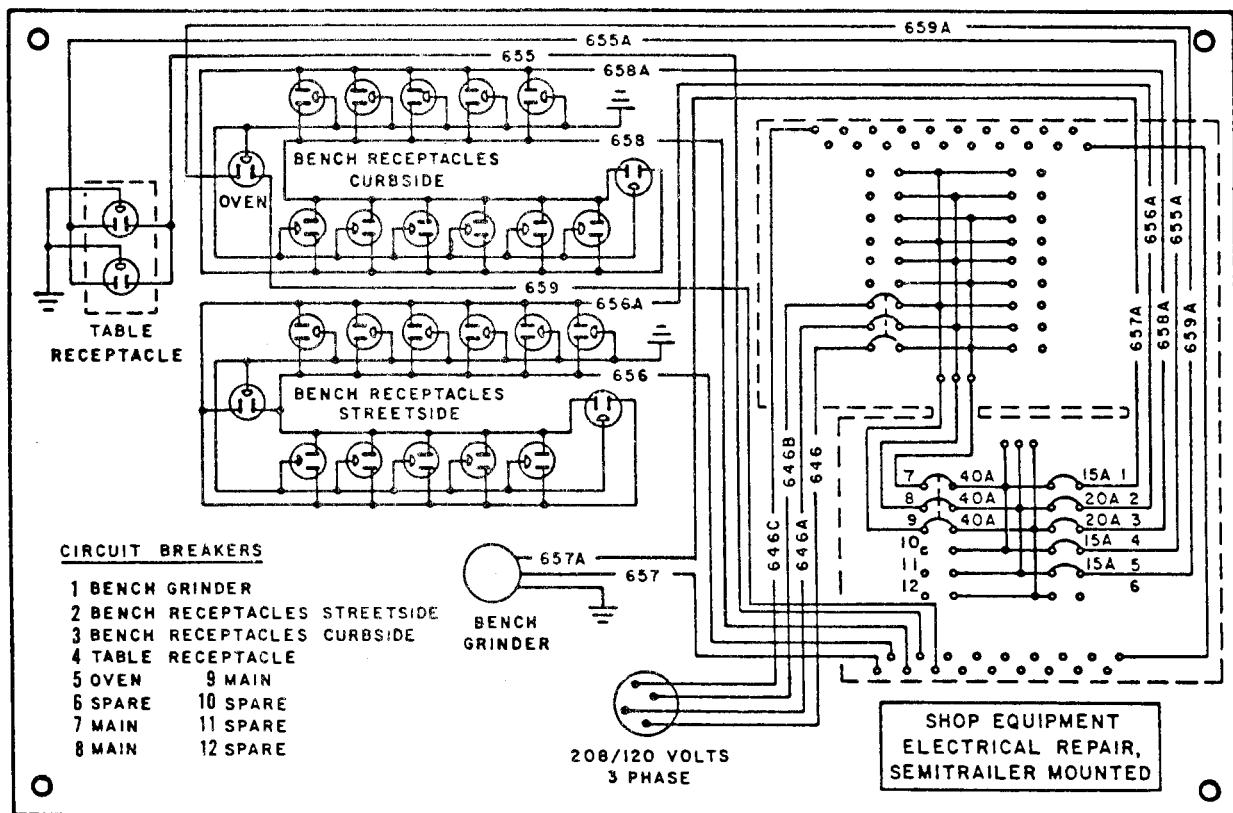 659A
655A
655
658A
658
BENCH RECEPTACLES
CURBSIDE
OVEN
659
656A
TABLE
RECEPTACLE
656
BENCH RECEPTACLES
STREETSIDE
656A
655A
657A
658A
659A
646B
646
646C
646A
7 40A 15A 1
8 40A 20A 2
9 40A 20A 3
10 15A 4
11 15A 5
12 6
CIRCUIT BREAKERS
1 BENCH GRINDER
2 BENCH RECEPTACLES STREETSIDE
3 BENCH RECEPTACLES CURBSIDE
4 TABLE RECEPTACLE
5 OVEN 9 MAIN
6 SPARE 10 SPARE
7 MAIN 11 SPARE
8 MAIN 12 SPARE
657A
657
BENCH
GRINDER
208/120 VOLTS
3 PHASE
SHOP EQUIPMENT
ELECTRICAL REPAIR,
SEMITRAILER MOUNTED